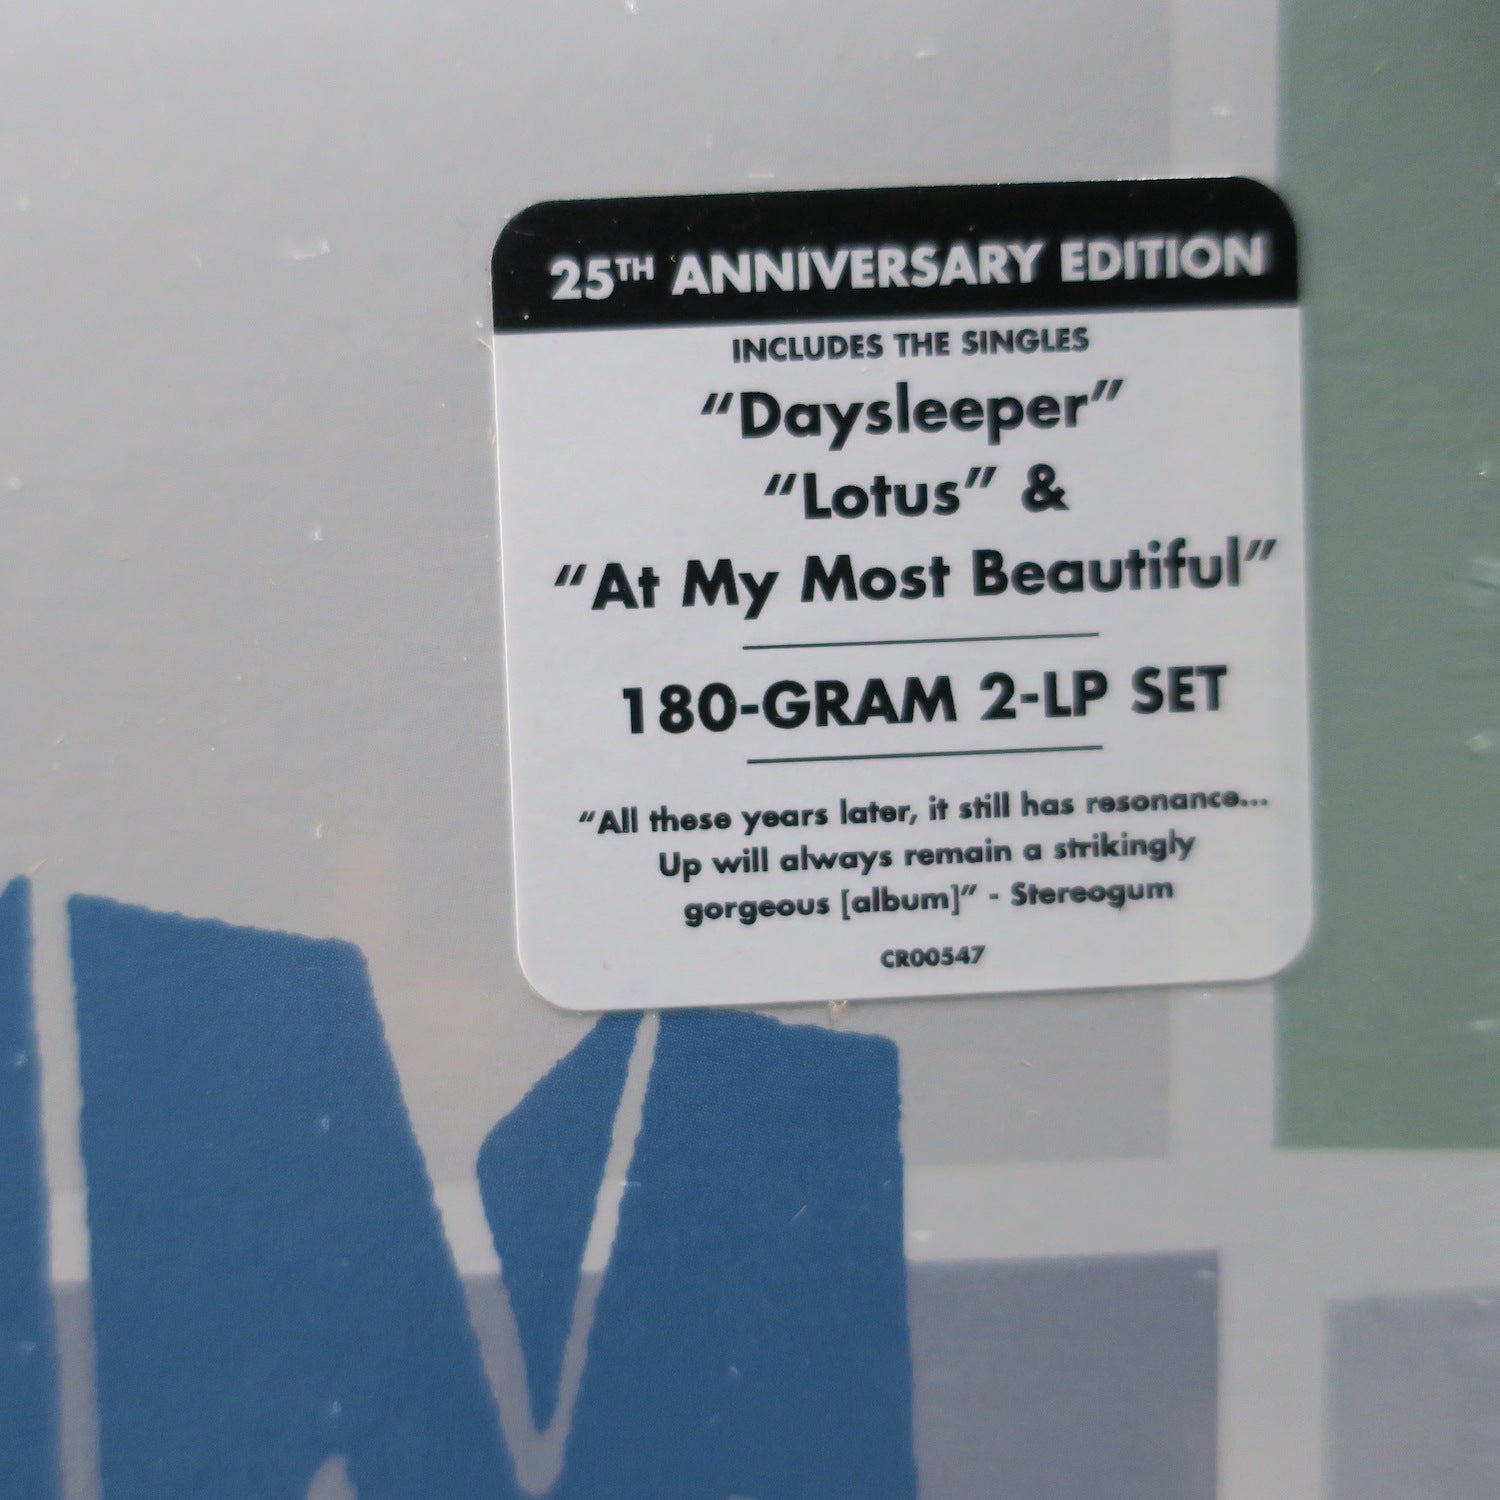 25TH ANNIVERSARY EDITION
INCLUDES THE SINGLES
"Daysleeper"
"Lotus" &
"At My Most Beautiful"
180-GRAM 2-LP SET
"All these years later, it still has resonance...
Up will always remain a strikingly
gorgeous [album]" - Stereogum
CR00547
M